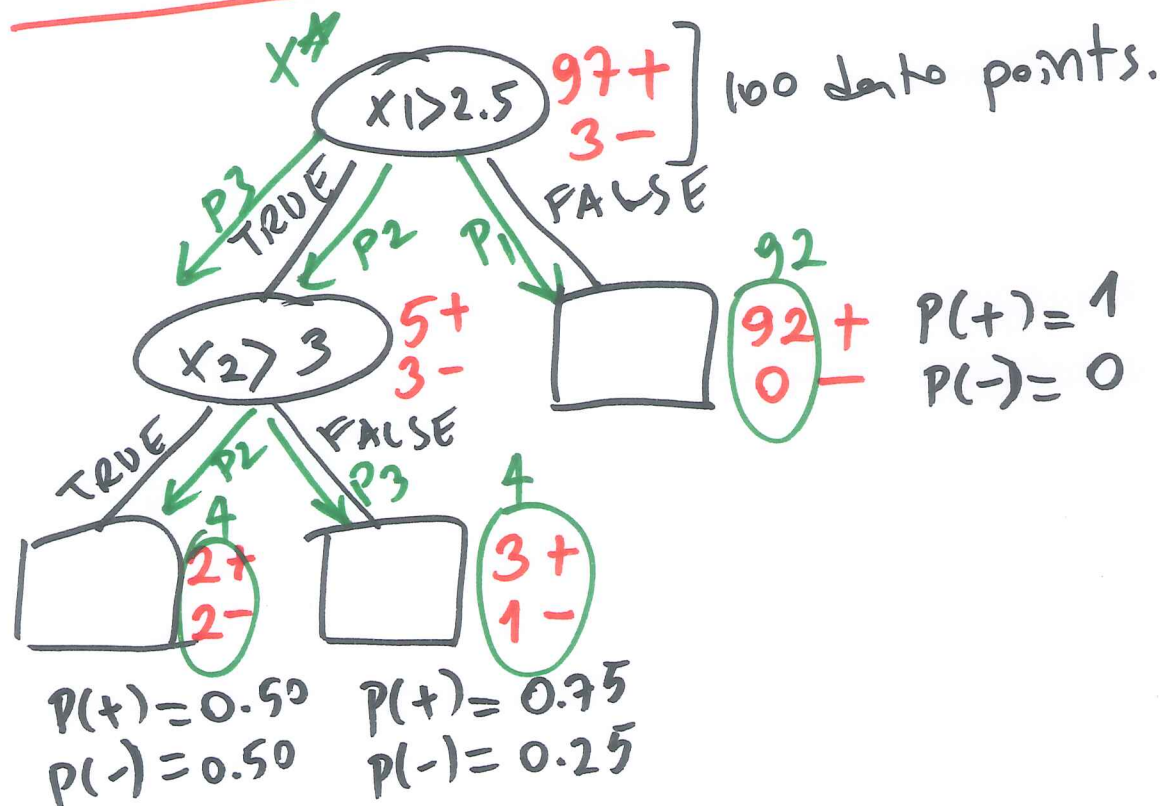 X*
X1>2.5
97+
3-
100 data points.
P3
TRUE
P2
P1
FALSE
X2>3
5+
3-
92
92+
0-
P(+)=1
P(-)=0
TRUE
P2
FALSE
P3
4
2+
2-
4
3+
1-
P(+)=0.50
P(-)=0.50
P(+)=0.75
P(-)=0.25